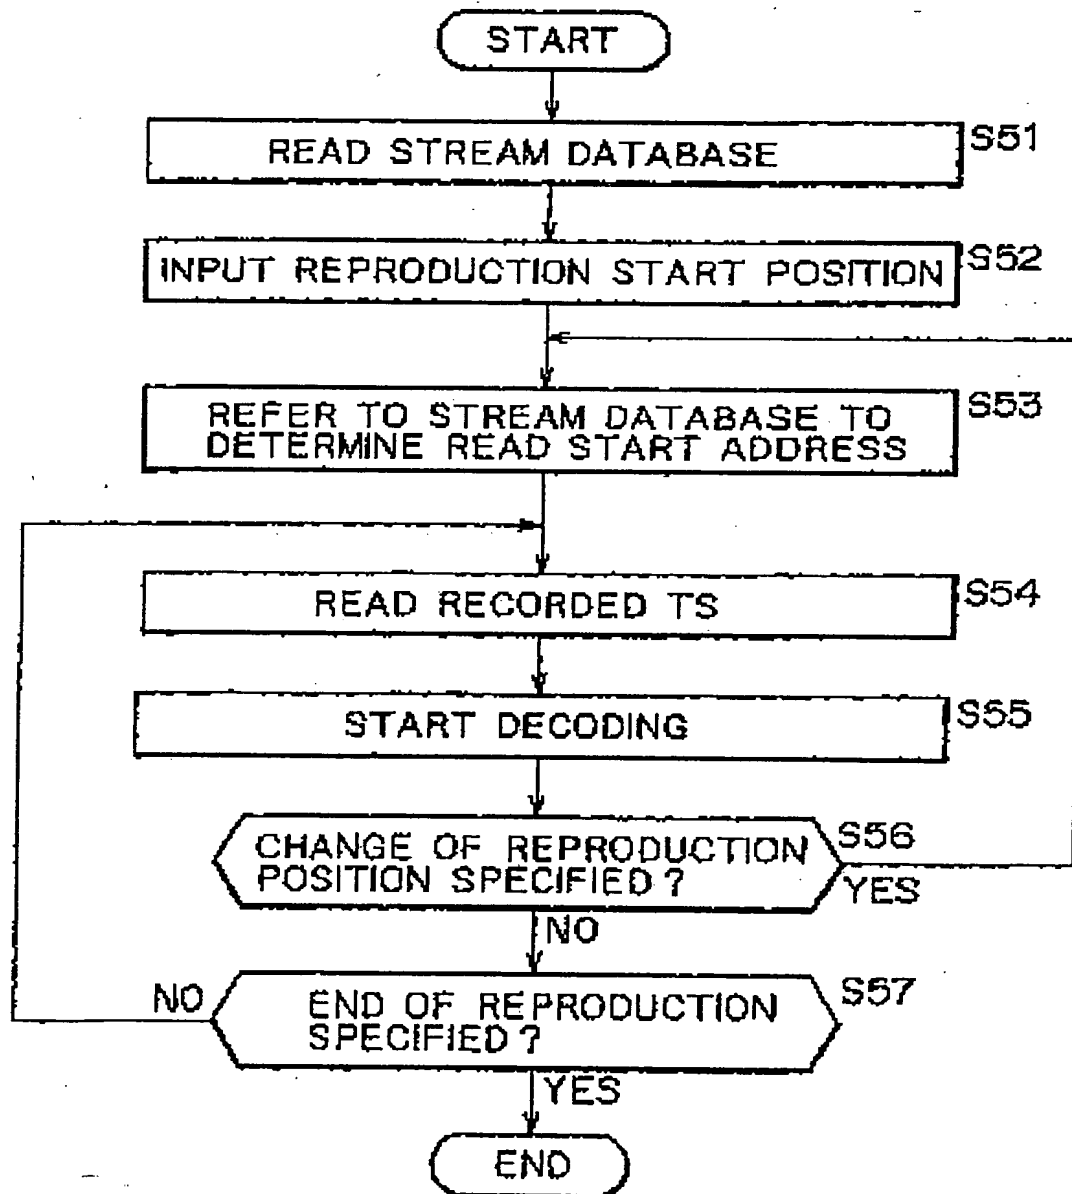 START
READ STREAM DATABASE
S51
INPUT REPRODUCTION START POSITION
S52
REFER TO STREAM DATABASE TO
DETERMINE READ START ADDRESS
S53
READ RECORDED TS
S54
START DECODING
S55
CHANGE OF REPRODUCTION
POSITION SPECIFIED?
S56
YES
NO
END OF REPRODUCTION
SPECIFIED?
S57
NO
YES
END